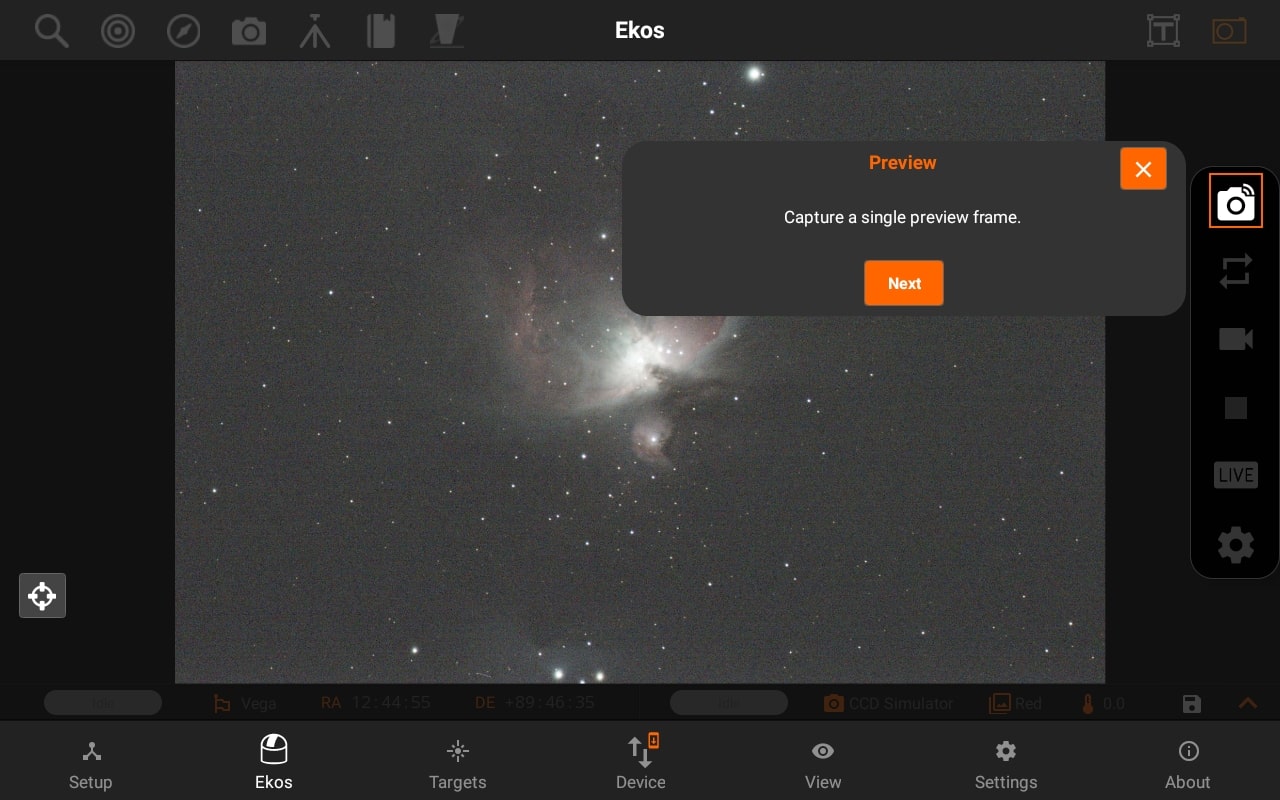 Ekos
Preview
Capture a single preview frame.
Next
LIVE
Idle
Vega
RA 12:44:55
DE +89:46:35
Idle
CCD Simulator
Red
0.0
Setup
Ekos
Targets
Device
View
Settings
About